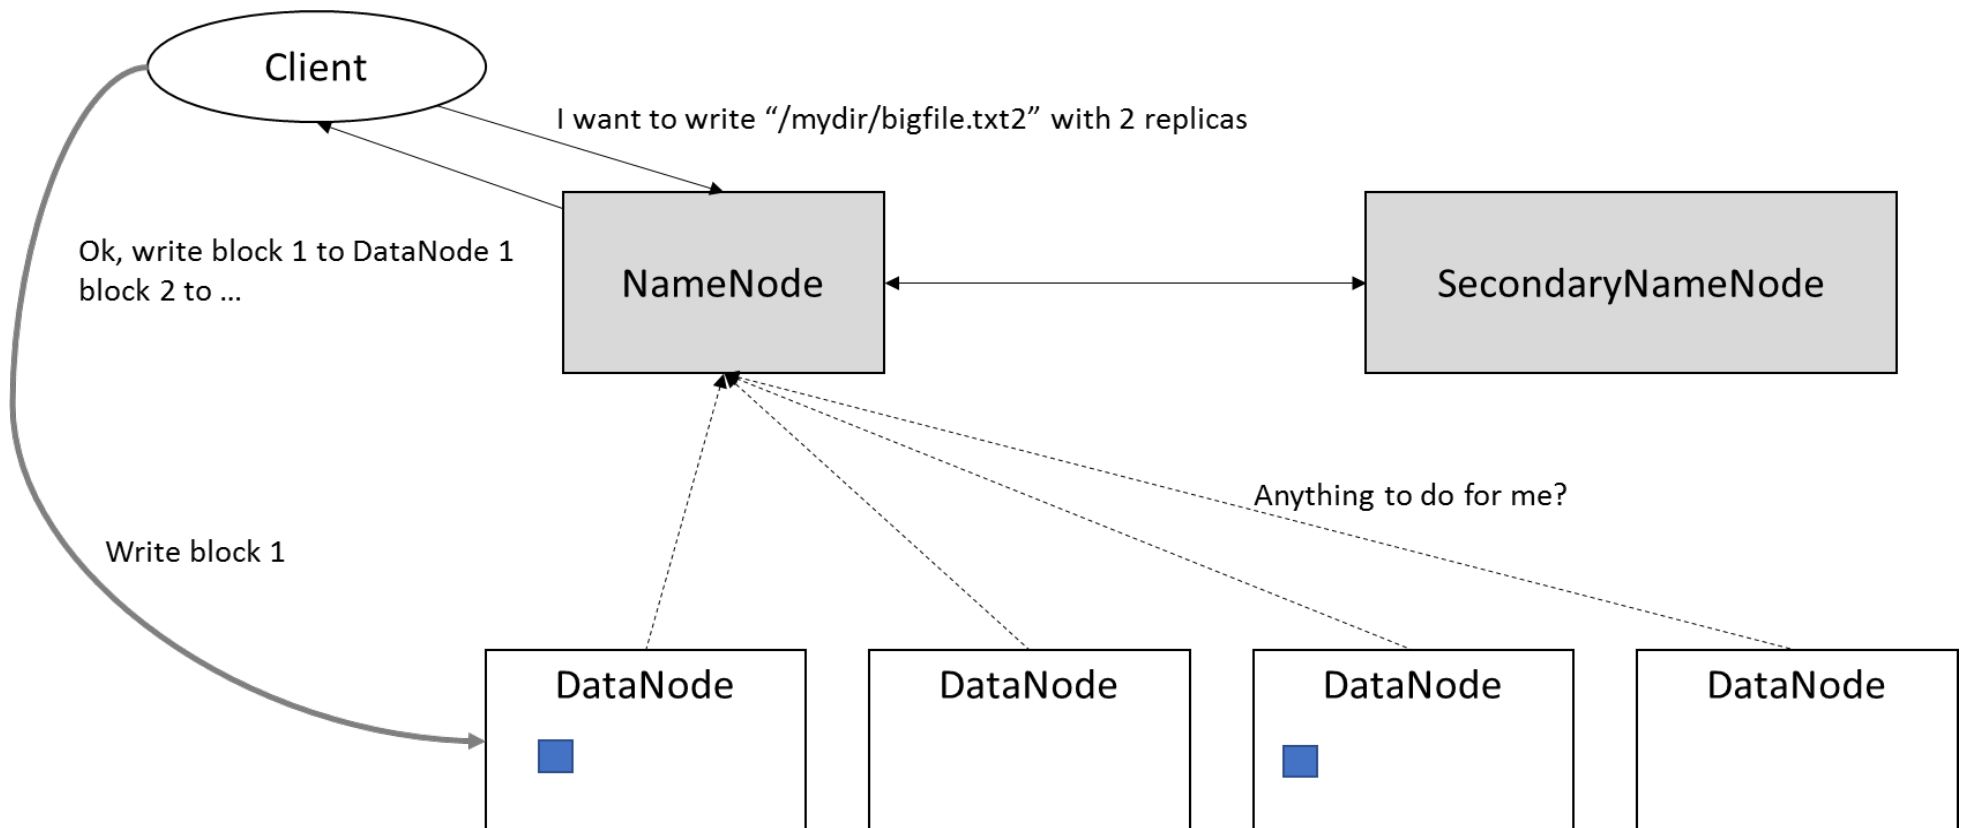 Client
I want to write “/mydir/bigfile.txt2” with 2 replicas
Ok, write block 1 to DataNode 1
block 2 to ...
NameNode
SecondaryNameNode
Anything to do for me?
Write block 1
DataNode
DataNode
DataNode
DataNode